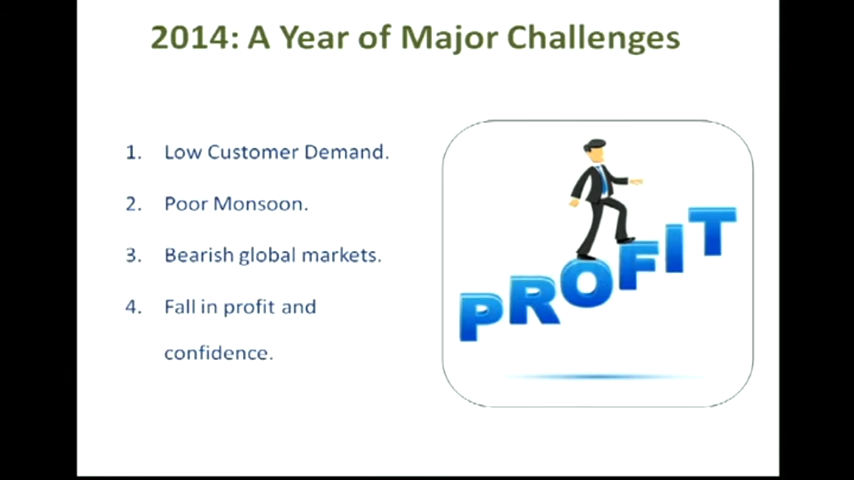 2014: A Year of Major Challenges
1. Low Customer Demand.
2. Poor Monsoon.
3. Bearish global markets.
4. Fall in profit and
confidence.
PROFIT